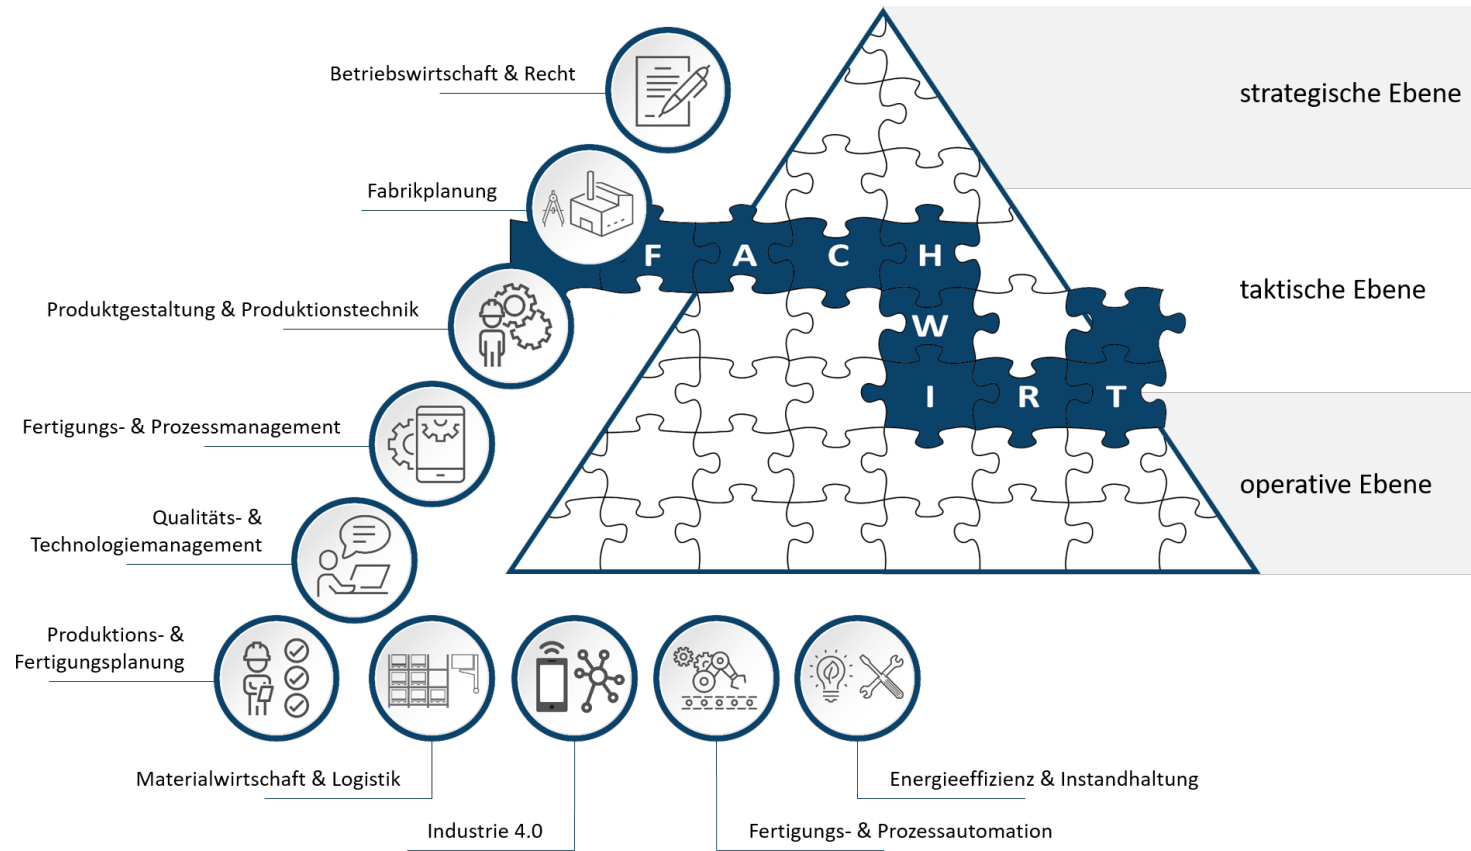 Betriebswirtschaft & Recht
strategische Ebene
Fabrikplanung
F A C H
W
I R T
taktische Ebene
Produktgestaltung & Produktionstechnik
Fertigungs- & Prozessmanagement
operative Ebene
Qualitäts- &
Technologiemanagement
Produktions- &
Fertigungsplanung
Materialwirtschaft & Logistik
Industrie 4.0
Fertigungs- & Prozessautomation
Energieeffizienz & Instandhaltung